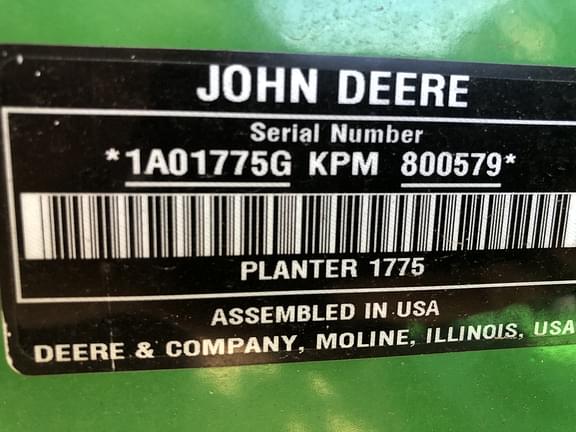 JOHN DEERE
Serial Number
*1A01775G KPM 800579*
PLANTER 1775
ASSEMBLED IN USA
DEERE & COMPANY, MOLINE, ILLINOIS, USA